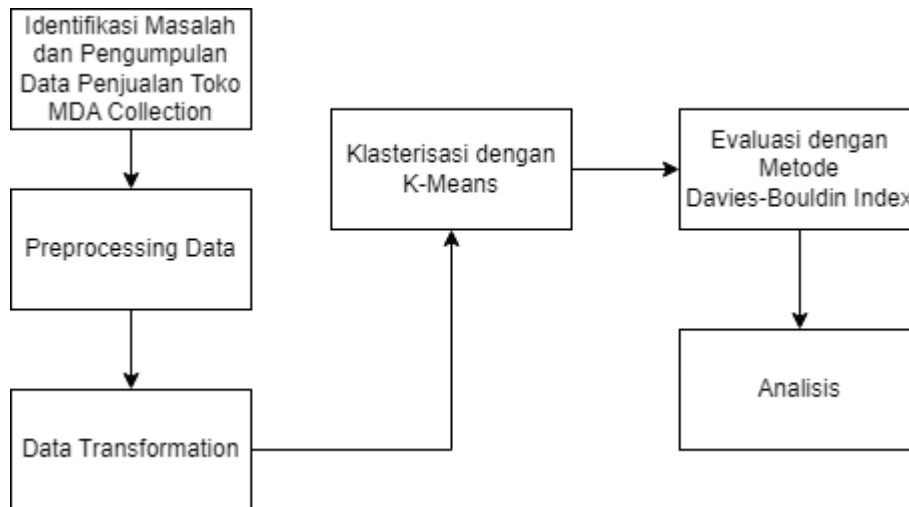 Identifikasi Masalah
dan Pengumpulan
Data Penjualan Toko
MDA Collection
Preprocessing Data
Data Transformation
Klasterisasi dengan
K-Means
Evaluasi dengan
Metode
Davies-Bouldin Index
Analisis